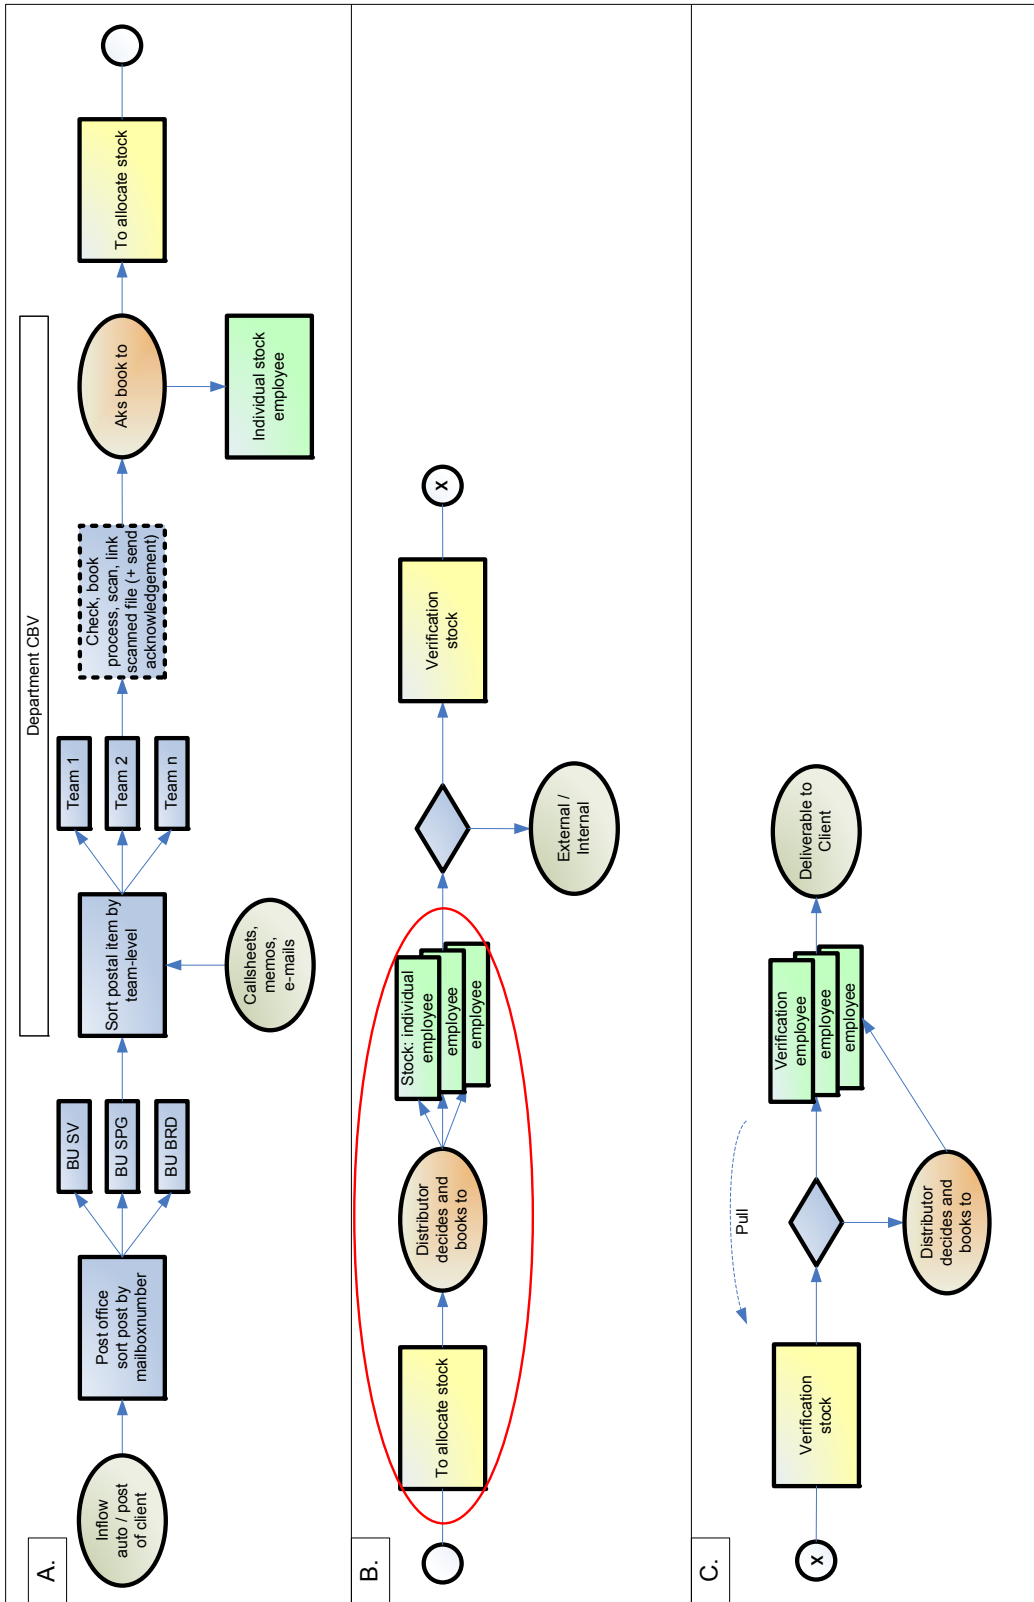 A.
Department CBV
Inflow
auto / post
of client
Post office
sort post by
mailboxnumber
BU SV
BU SPG
BU BRD
Sort postal item by
team-level
Callsheets,
memos,
e-mails
Team 1
Team 2
Team n
Check, book
process, scan, link
scanned file (+ send
acknowledgement)
Aks book to
Individual stock
employee
To allocate stock
B.
To allocate stock
Distributor
decides and
books to
Stock: individual
employee
employee
employee
External /
Internal
Verification
stock
x
C.
x
Verification
stock
Pull
Distributor
decides and
books to
Verification
employee
employee
employee
Deliverable to
Client